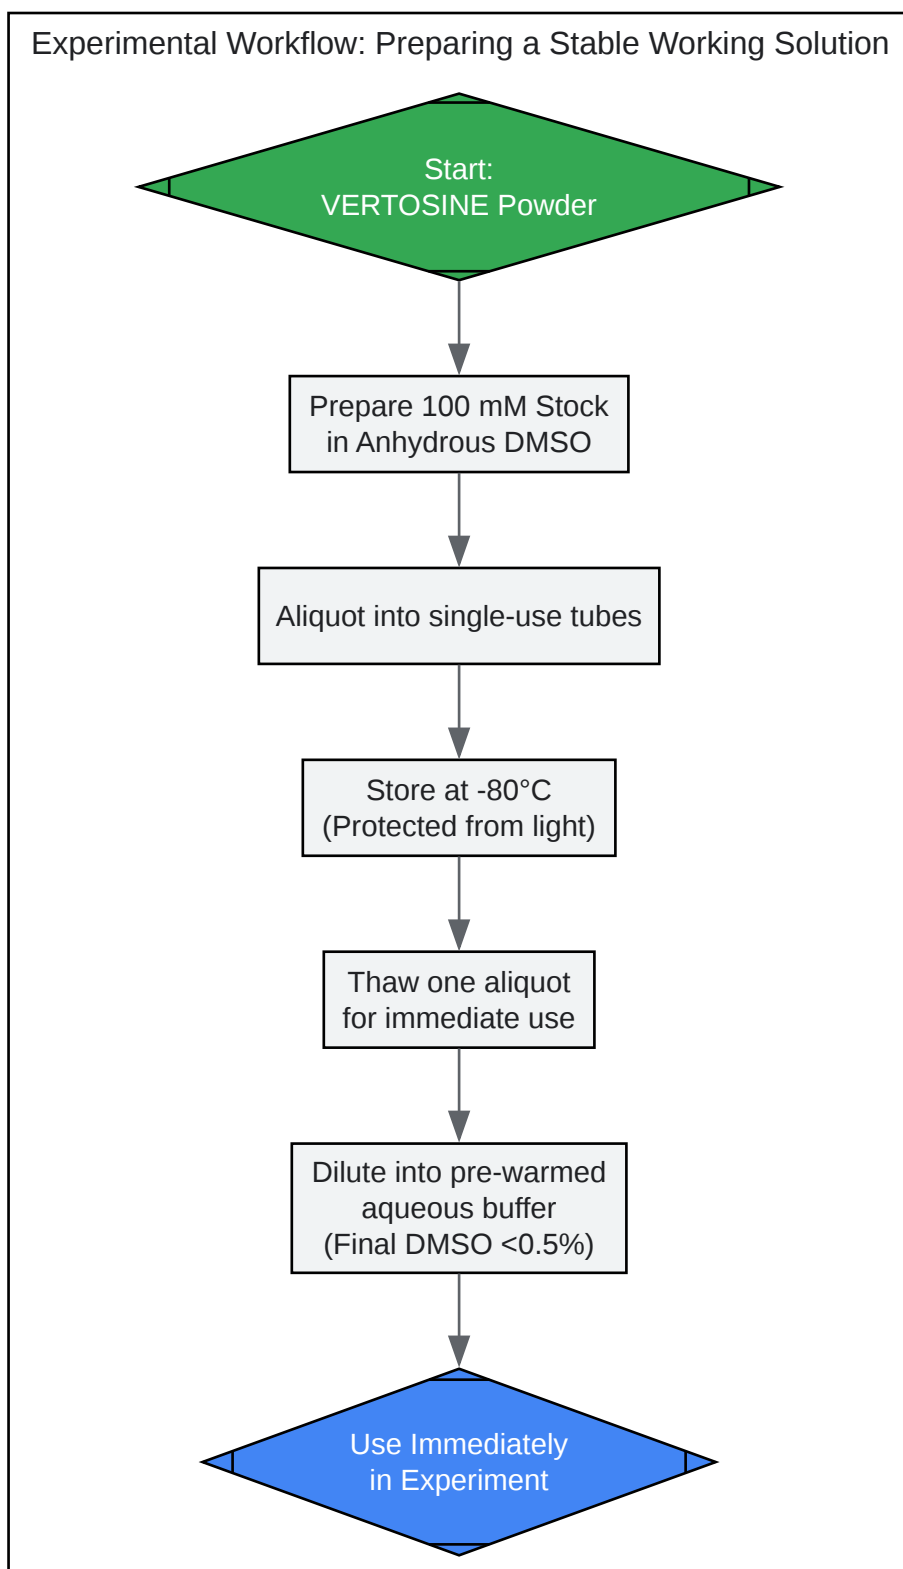 Experimental Workflow: Preparing a Stable Working Solution
Start:
VERTOSINE Powder
Prepare 100 mM Stock
in Anhydrous DMSO
Aliquot into single-use tubes
Store at -80°C
(Protected from light)
Thaw one aliquot
for immediate use
Dilute into pre-warmed
aqueous buffer
(Final DMSO <0.5%)
Use Immediately
in Experiment